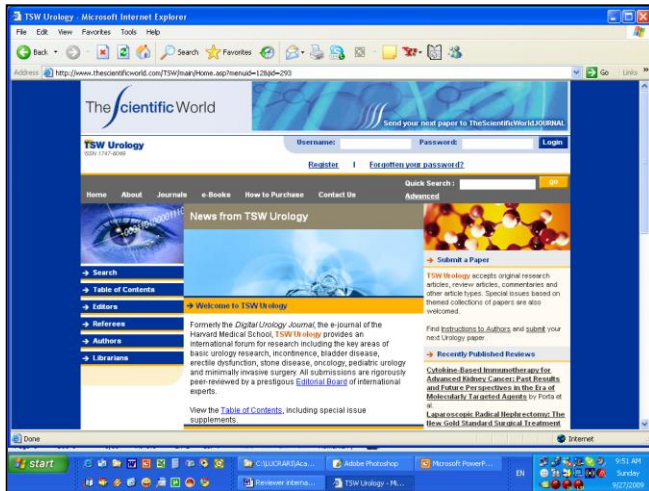 TSW Urology - Microsoft Internet Explorer
File Edit View Favorites Tools Help
Back Search Favorites
Address http://www.thescientificworld.com/TSW/main/Home.asp?menuid=12&jid=293 Go Links
The Scientific World
Send your next paper to TheScientificWorldJOURNAL
TSW Urology
ISSN 1747-4049
Username: Password: Login
Register | Forgotten your password?
Quick Search: go
Home About Journals e-Books How to Purchase Contact Us
Advanced
News from TSW Urology
Search
Table of Contents
Editors
Referees
Authors
Librarians
Welcome to TSW Urology
Formerly the Digital Urology Journal, the e-journal of the
Harvard Medical School, TSW Urology provides an
international forum for research including the key areas of
basic urology research, incontinence, bladder disease,
erectile dysfunction, stone disease, oncology, pediatric urology
and minimally invasive surgery. All submissions are rigorously
peer-reviewed by a prestigious Editorial Board of international
experts.
View the Table of Contents, including special issue
supplements.
Submit a Paper
TSW Urology accepts original research
articles, review articles, commentaries and
other article types. Special issues based on
themed collections of papers are also
welcomed.
Find Instructions to Authors and submit your
next Urology paper.
Recently Published Reviews
Cytokine-Based Immunotherapy for
Advanced Kidney Cancer: Past Results
and Future Perspectives in the Era of
Molecularly Targeted Agents by Porta et
al.
Laparoscopic Radical Nephrectomy: The
New Gold Standard Surgical Treatment
Done Internet
start C:\LUCRARI\Aca... Adobe Photoshop Microsoft PowerP... EN 9:51 AM
Sunday
Reviewer interna... TSW Urology - Mi... 9/27/2009